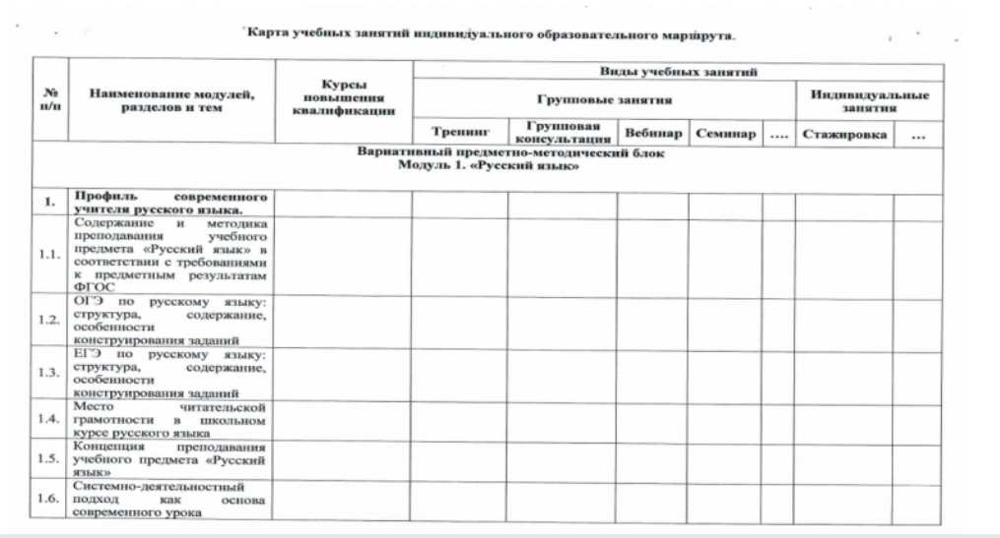 Карта учебных занятий индивидуального образовательного маршрута.
№
п/п
Наименование модулей,
разделов и тем
Курсы
повышения
квалификации
Виды учебных занятий
Групповые занятия
Индивидуальные
занятия
Тренинг
Групповая
консультация
Вебинар
Семинар
....
Стажировка
...
Вариативный предметно-методический блок
Модуль 1. «Русский язык»
1.
Профиль современного
учителя русского языка.
1.1.
Содержание и методика
преподавания учебного
предмета «Русский язык» в
соответствии с требованиями
к предметным результатам
ФГОС
1.2.
ОГЭ по русскому языку:
структура, содержание,
особенности
конструирования заданий
1.3.
ЕГЭ по русскому языку:
структура, содержание,
особенности
конструирования заданий
1.4.
Место читательской
грамотности в школьном
курсе русского языка
1.5.
Концепция преподавания
учебного предмета «Русский
язык»
1.6.
Системно-деятельностный
подход как основа
современного урока